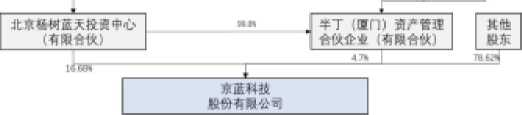 北京杨树蓝天投资中心
（有限合伙）
99.8%
半丁（厦门）资产管理
合伙企业（有限合伙）
其他
股东
16.68%
4.7%
78.62%
京蓝科技
股份有限公司